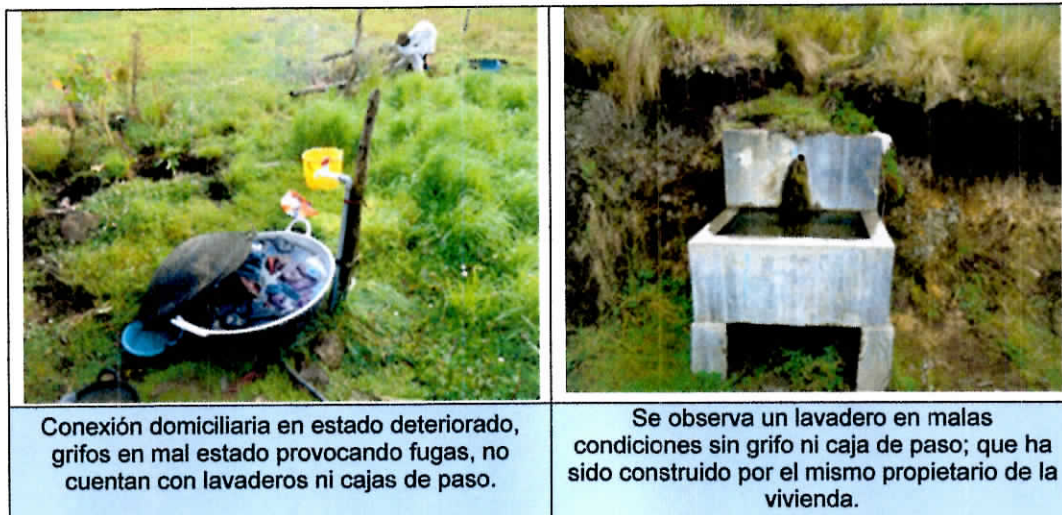 Conexión domiciliaria en estado deteriorado,
grifos en mal estado provocando fugas, no
cuentan con lavaderos ni cajas de paso.
Se observa un lavadero en malas
condiciones sin grifo ni caja de paso; que ha
sido construido por el mismo propietario de la
vivienda.